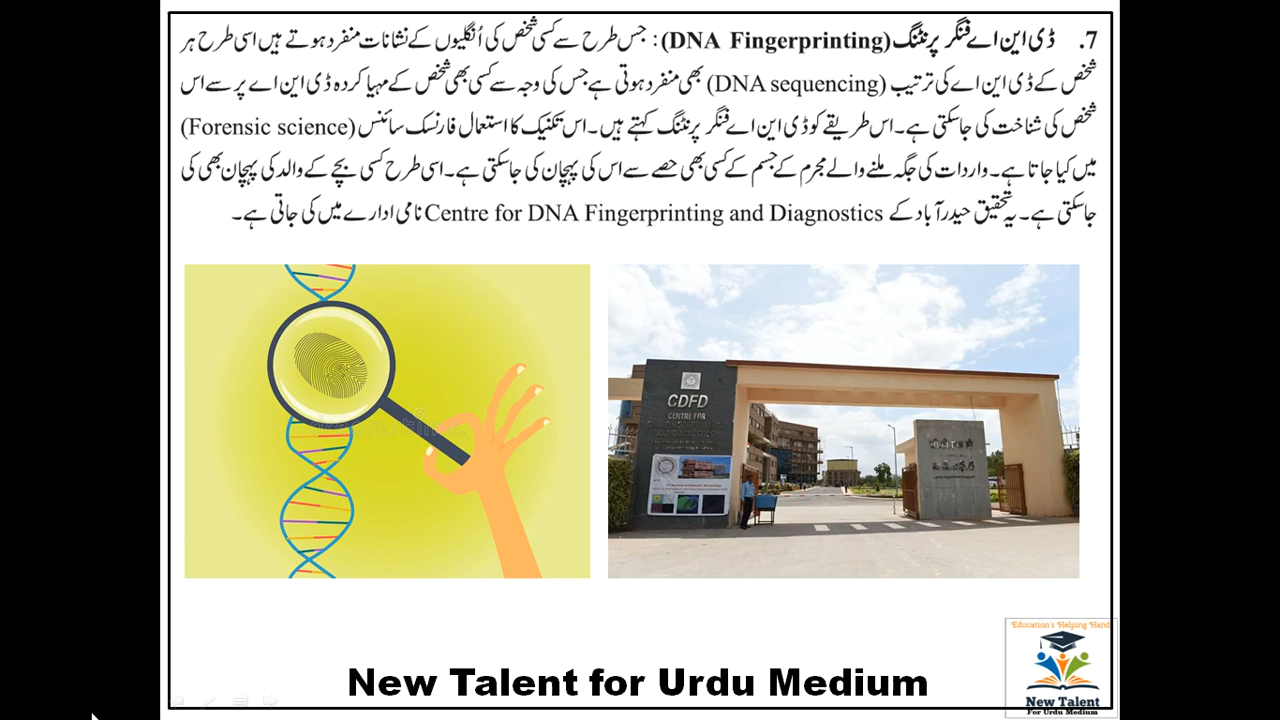 7. ڈی این اے فنگر پرنٹنگ (DNA Fingerprinting) : جس طرح سے کسی شخص کی اُنگلیوں کے نشانات منفرد ہوتے ہیں اسی طرح ہر
شخص کے ڈی این اے کی ترتیب (DNA sequencing) بھی منفرد ہوتی ہے جس کی وجہ سے کسی بھی شخص کے مہیا کردہ ڈی این اے پر سے اس
شخص کی شناخت کی جاسکتی ہے۔ اس طریقے کو ڈی این اے فنگر پرنٹنگ کہتے ہیں۔ اس تکنیک کا استعمال فارنسک سائنس (Forensic science)
میں کیا جاتا ہے۔ واردات کی جگہ ملنے والے مجرم کے جسم کے کسی بھی حصے سے اس کی پہچان کی جاسکتی ہے۔ اسی طرح کسی بچے کے والد کی پہچان بھی کی
جاسکتی ہے۔ یہ تحقیق حیدر آباد کے Centre for DNA Fingerprinting and Diagnostics نامی ادارے میں کی جاتی ہے۔
CDFD
CENTRE FOR
Education's Helping Hand
New Talent
For Urdu Medium
New Talent for Urdu Medium